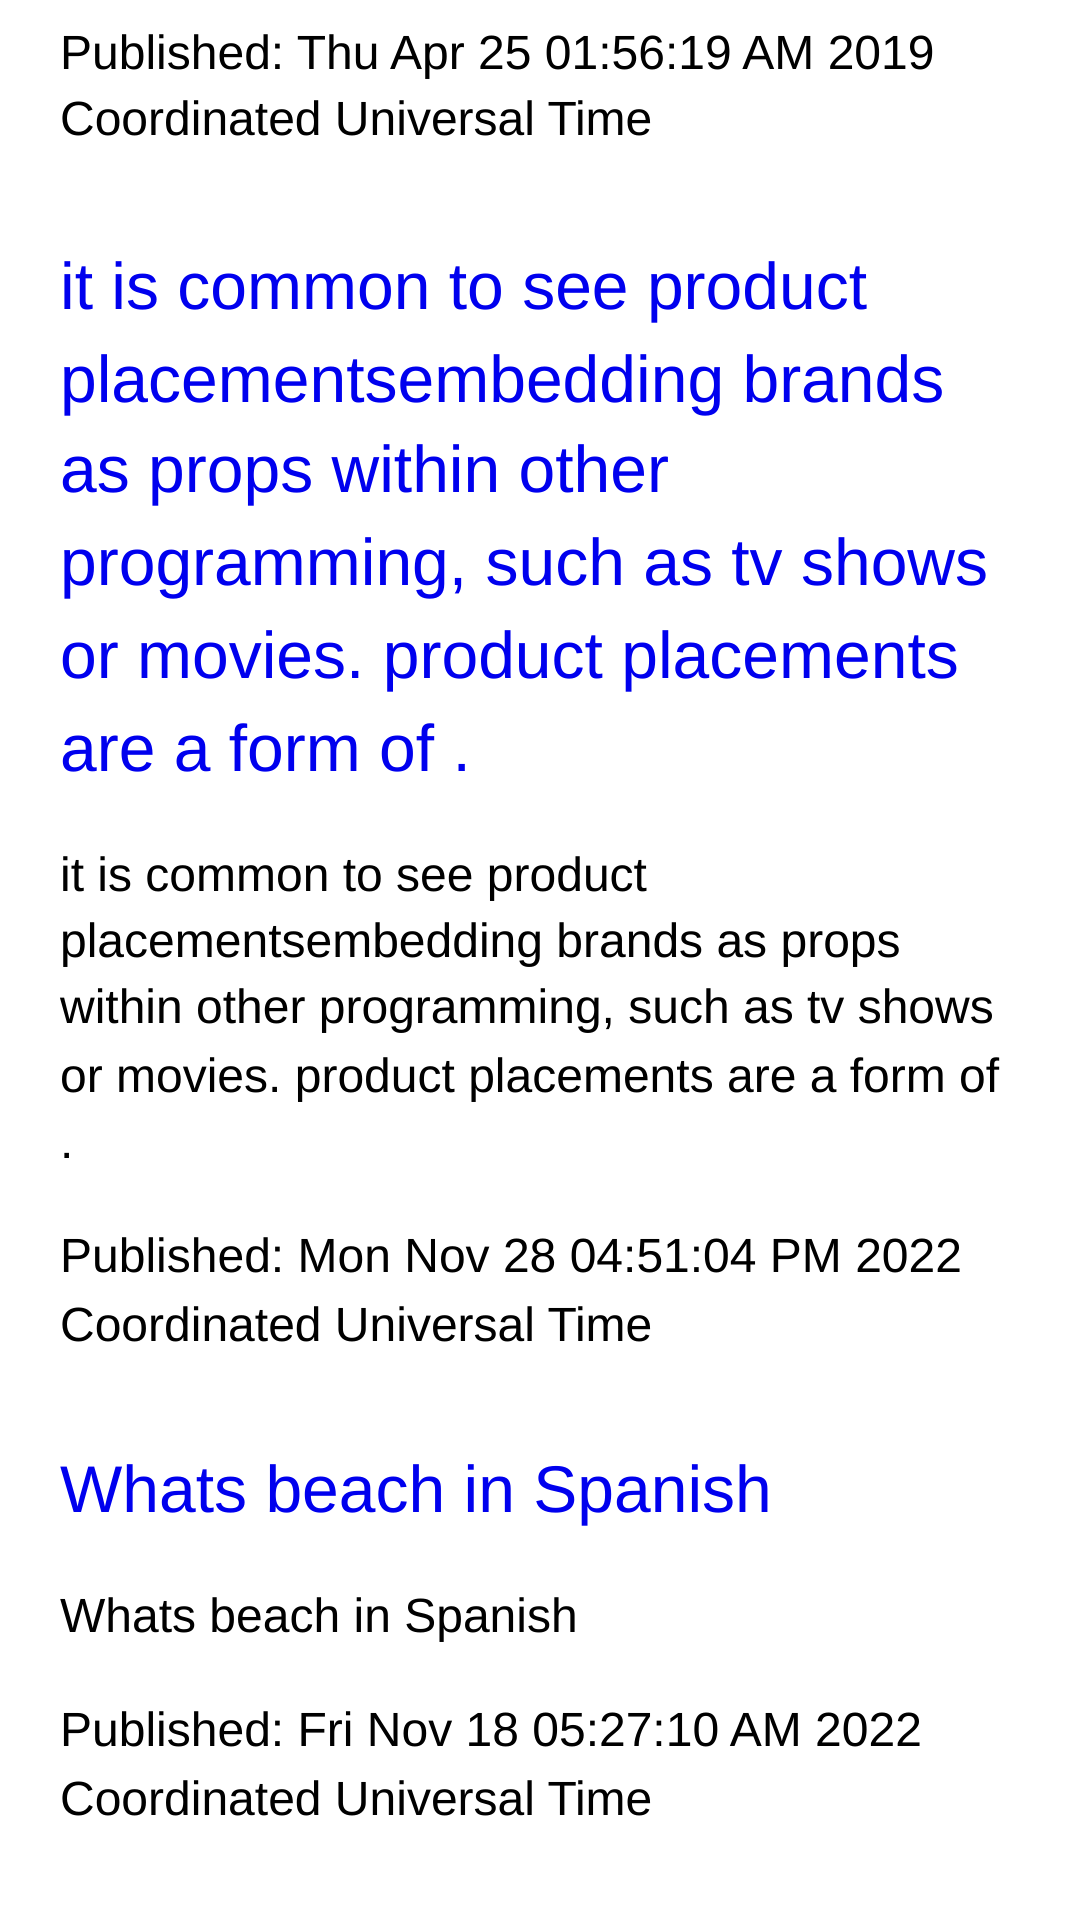 Published: Thu Apr 25 01:56:19 AM 2019
Coordinated Universal Time
it is common to see product
placementsembedding brands
as props within other
programming, such as tv shows
or movies. product placements
are a form of .
it is common to see product
placementsembedding brands as props
within other programming, such as tv shows
or movies. product placements are a form of
.
Published: Mon Nov 28 04:51:04 PM 2022
Coordinated Universal Time
Whats beach in Spanish
Whats beach in Spanish
Published: Fri Nov 18 05:27:10 AM 2022
Coordinated Universal Time